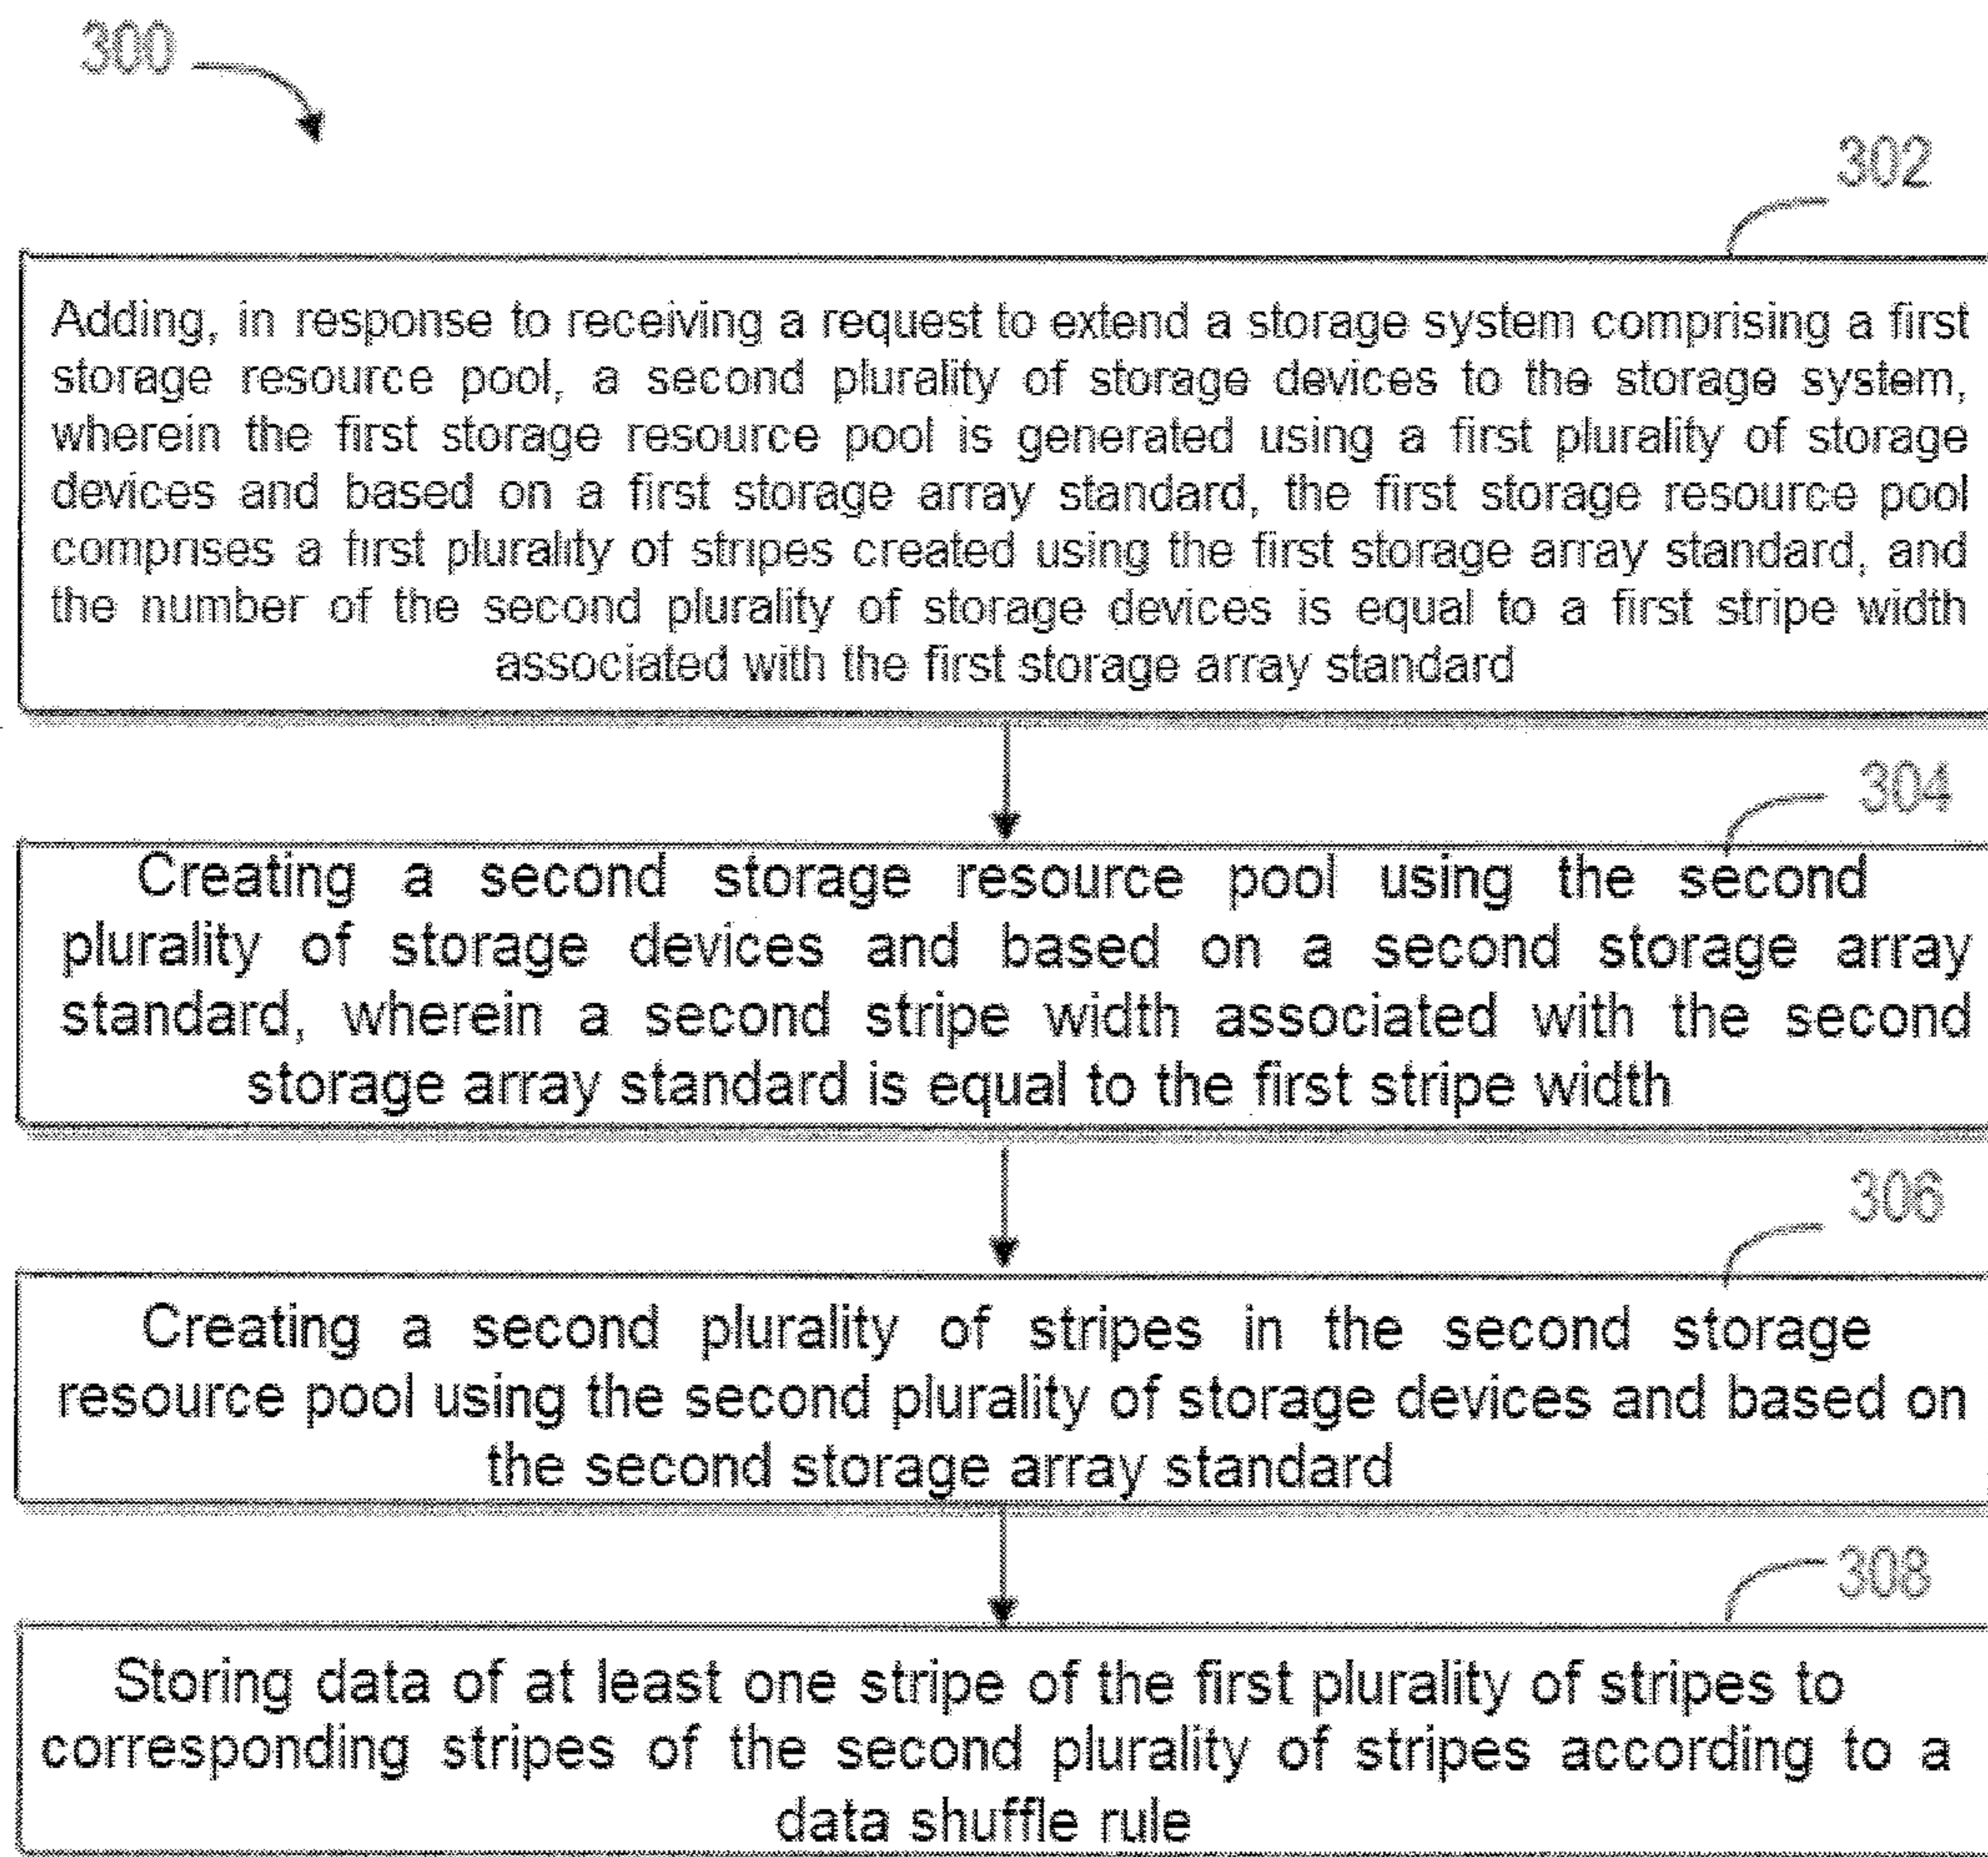 300
302
Adding, in response to receiving a request to extend a storage system comprising a first
storage resource pool, a second plurality of storage devices to the storage system,
wherein the first storage resource pool is generated using a first plurality of storage
devices and based on a first storage array standard, the first storage resource pool
comprises a first plurality of stripes created using the first storage array standard, and
the number of the second plurality of storage devices is equal to a first stripe width
associated with the first storage array standard
304
Creating a second storage resource pool using the second
plurality of storage devices and based on a second storage array
standard, wherein a second stripe width associated with the second
storage array standard is equal to the first stripe width
306
Creating a second plurality of stripes in the second storage
resource pool using the second plurality of storage devices and based on
the second storage array standard
308
Storing data of at least one stripe of the first plurality of stripes to
corresponding stripes of the second plurality of stripes according to a
data shuffle rule